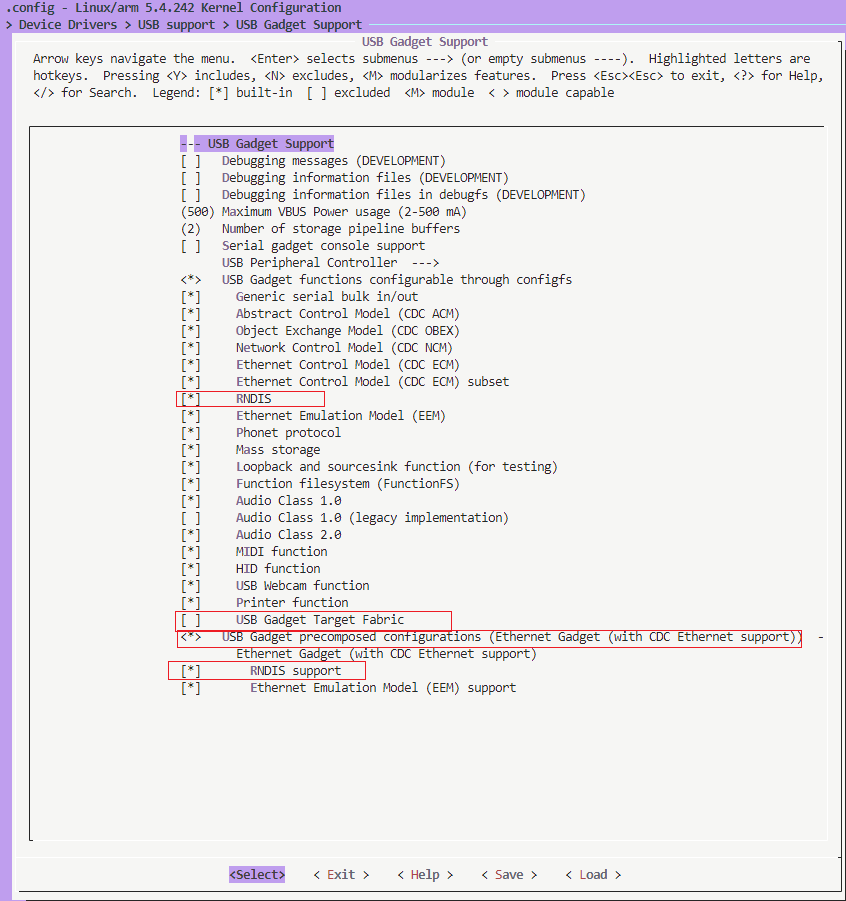 .config - Linux/arm 5.4.242 Kernel Configuration
> Device Drivers > USB support > USB Gadget Support
USB Gadget Support
Arrow keys navigate the menu.  <Enter> selects submenus ---> (or empty submenus ----).  Highlighted letters are
hotkeys.  Pressing <Y> includes, <N> excludes, <M> modularizes features.  Press <Esc><Esc> to exit, <?> for Help,
</> for Search.  Legend: [*] built-in  [ ] excluded  <M> module  < > module capable
--- USB Gadget Support
[ ]   Debugging messages (DEVELOPMENT)
[ ]   Debugging information files (DEVELOPMENT)
[ ]   Debugging information files in debugfs (DEVELOPMENT)
(500) Maximum VBUS Power usage (2-500 mA)
(2)   Number of storage pipeline buffers
[ ]   Serial gadget console support
USB Peripheral Controller  --->
<*>   USB Gadget functions configurable through configfs
[*]     Generic serial bulk in/out
[*]     Abstract Control Model (CDC ACM)
[*]     Object Exchange Model (CDC OBEX)
[*]     Network Control Model (CDC NCM)
[*]     Ethernet Control Model (CDC ECM)
[*]     Ethernet Control Model (CDC ECM) subset
[*]     RNDIS
[*]     Ethernet Emulation Model (EEM)
[*]     Phonet protocol
[*]     Mass storage
[*]     Loopback and sourcesink function (for testing)
[*]     Function filesystem (FunctionFS)
[*]     Audio Class 1.0
[ ]     Audio Class 1.0 (legacy implementation)
[*]     Audio Class 2.0
[*]     MIDI function
[*]     HID function
[*]     USB Webcam function
[*]     Printer function
[ ]     USB Gadget Target Fabric
<*>   USB Gadget precomposed configurations (Ethernet Gadget (with CDC Ethernet support))  -
Ethernet Gadget (with CDC Ethernet support)
[*]       RNDIS support
[*]       Ethernet Emulation Model (EEM) support
<Select>    < Exit >    < Help >    < Save >    < Load >